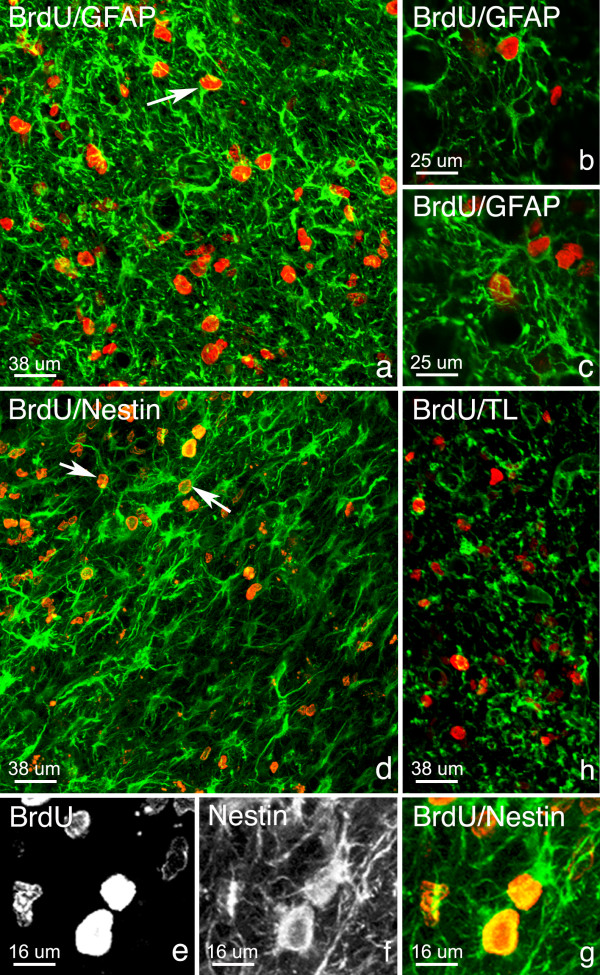 BrdU/GFAP
38 um
a
BrdU/GFAP
25 um
b
BrdU/GFAP
25 um
c
BrdU/Nestin
38 um
d
BrdU/TL
38 um
h
BrdU
16 um
e
Nestin
16 um
f
BrdU/Nestin
16 um
g